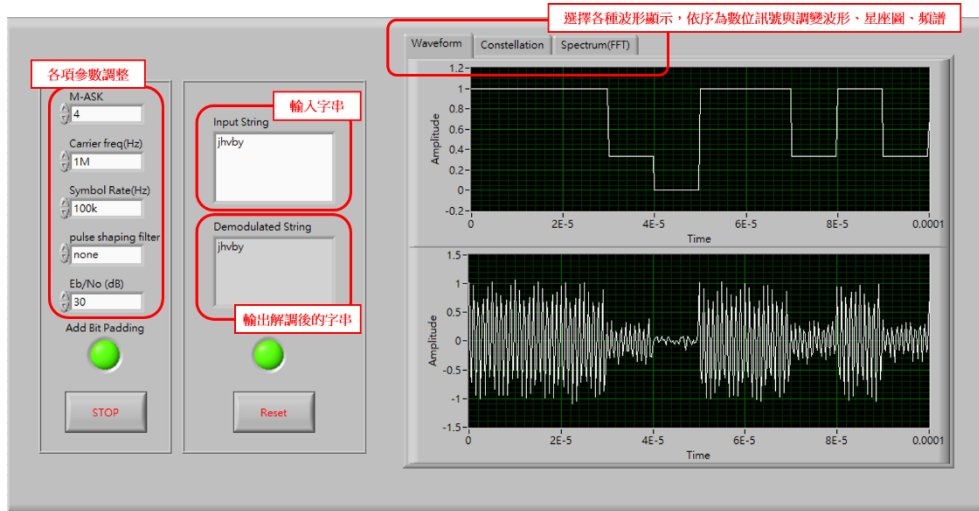 選擇各種波形顯示，依序為數位訊號與調變波形、星座圖、頻譜
Waveform Constellation Spectrum(FFT)
各項參數調整
M-ASK
4
Carrier freq(Hz)
1M
Symbol Rate(Hz)
100k
pulse shaping filter
none
Eb/No (dB)
30
Add Bit Padding
STOP
輸入字串
Input String
jhvby
Demodulated String
jhvby
輸出解調後的字串
Reset
1.2
1
0.8
0.6
0.4
0.2
0
-0.2
Amplitude
0 2E-5 4E-5 6E-5 8E-5 0.0001
Time
1.5
1
0.5
0
-0.5
-1
-1.5
Amplitude
0 2E-5 4E-5 6E-5 8E-5 0.0001
Time